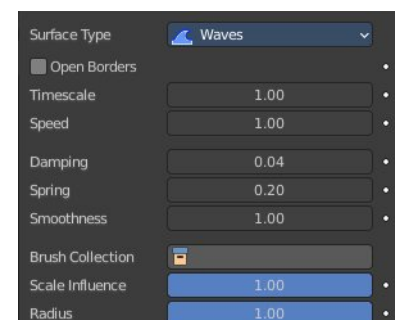 Surface Type Waves
Open Borders
Timescale 1.00
Speed 1.00
Damping 0.04
Spring 0.20
Smoothness 1.00
Brush Collection
Scale Influence 1.00
Radius 1.00